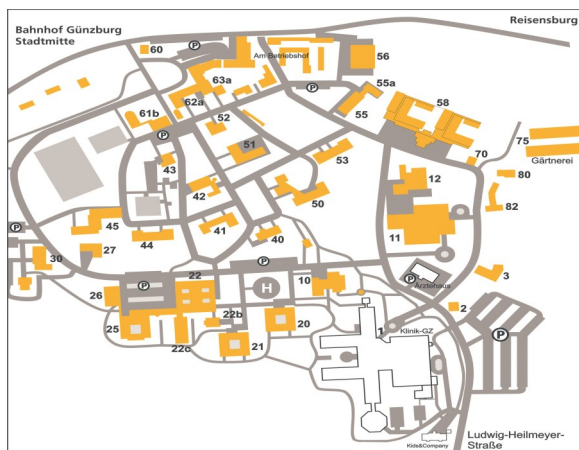 Bahnhof Günzburg
Stadtmitte
Reisensburg
60
P
Am Betriebshof
56
63a
62a
P
55a
55
58
61b
P
52
51
53
43
42
50
70
75
Gärtnerei
80
82
12
11
45
44
41
40
P
30
27
26
P
22
P
H
10
P
Ärztehaus
3
2
25
22c
22b
21
20
1
Klinik-GZ
P
Kids&Company
Ludwig-Heilmeyer-
Straße